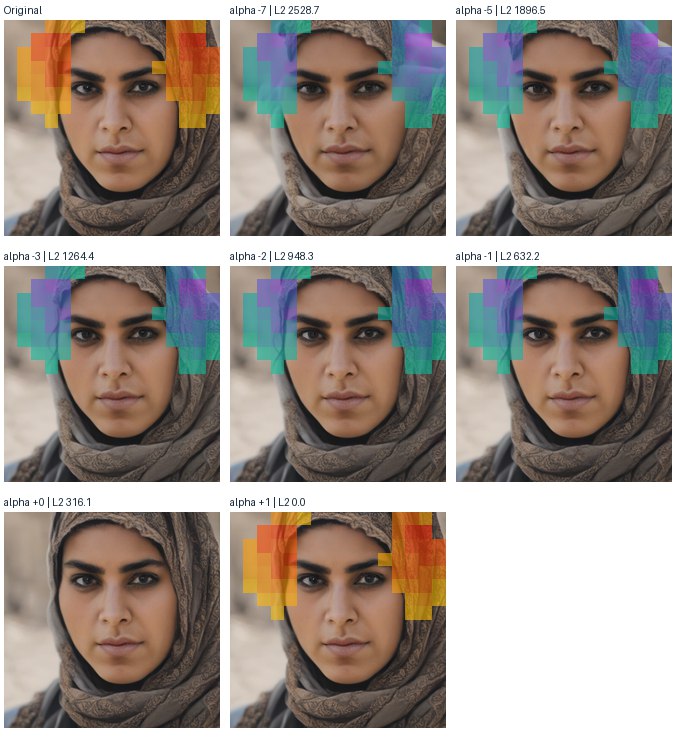 Original
alpha -7 | L2 2528.7
alpha -5 | L2 1896.5
alpha -3 | L2 1264.4
alpha -2 | L2 948.3
alpha -1 | L2 632.2
alpha +0 | L2 316.1
alpha +1 | L2 0.0